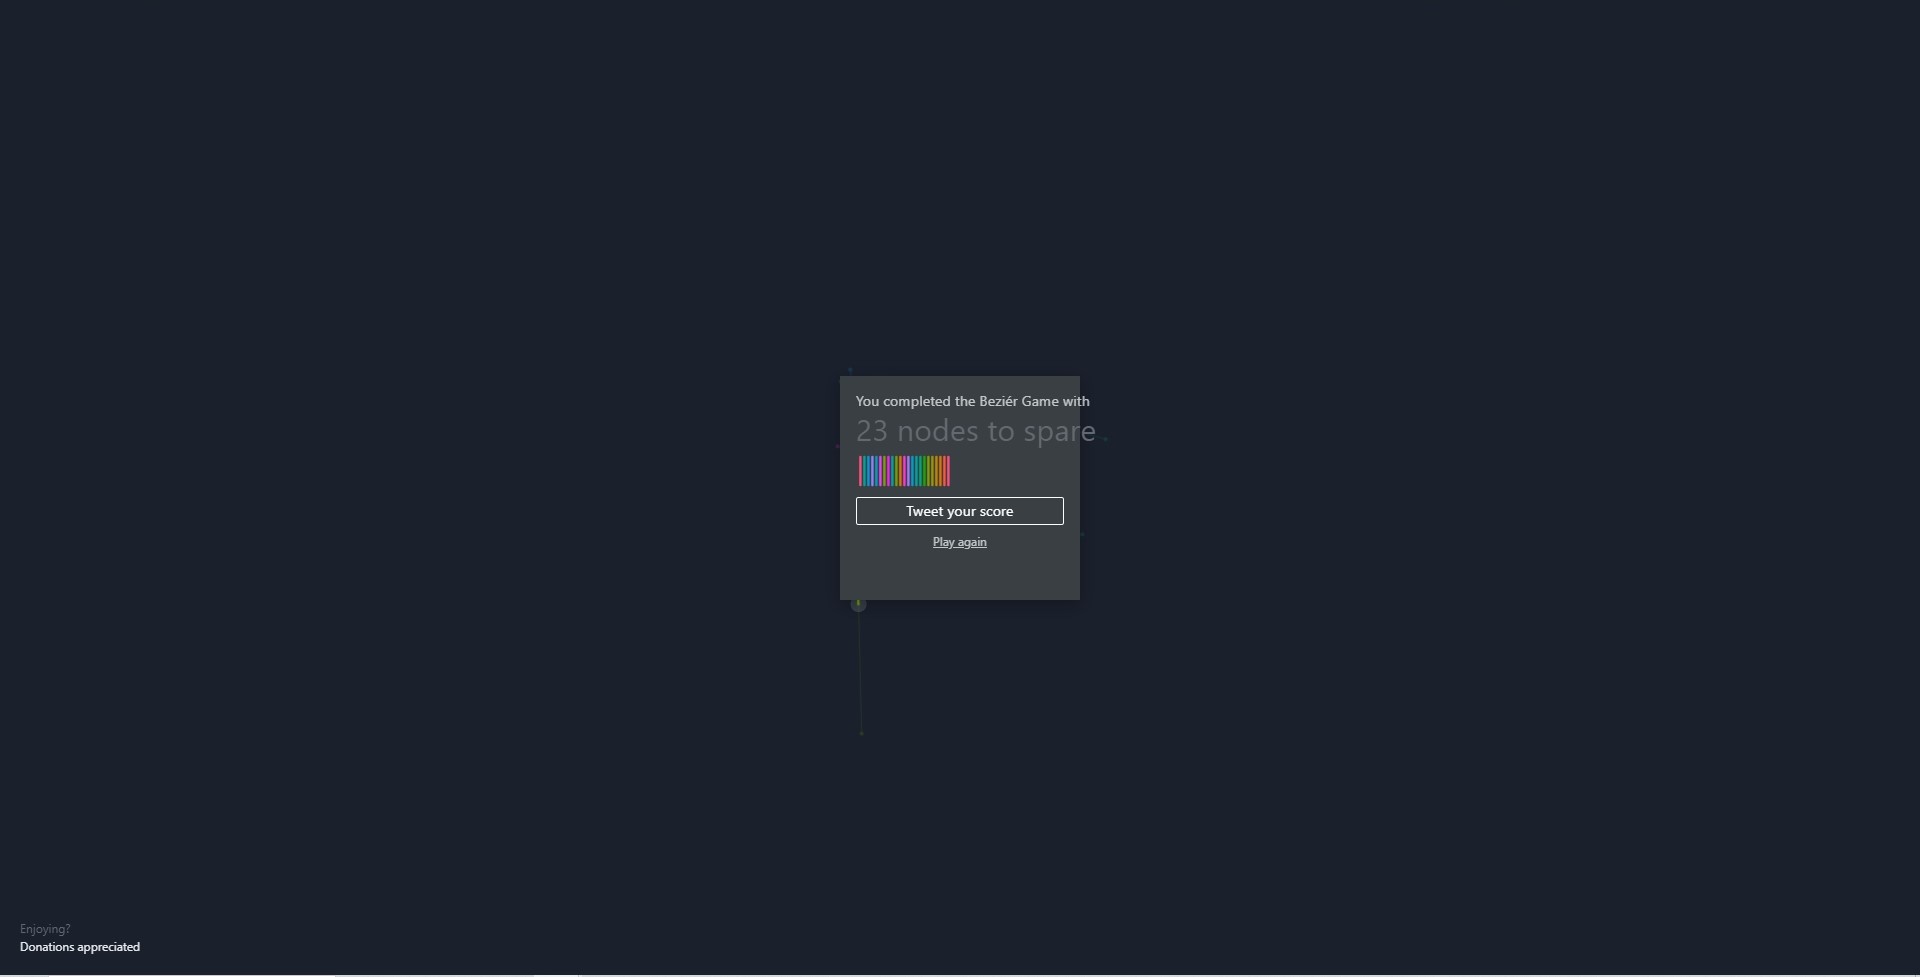 You completed the Beziér Game with
23 nodes to spare
Tweet your score
Play again
Enjoying?
Donations appreciated